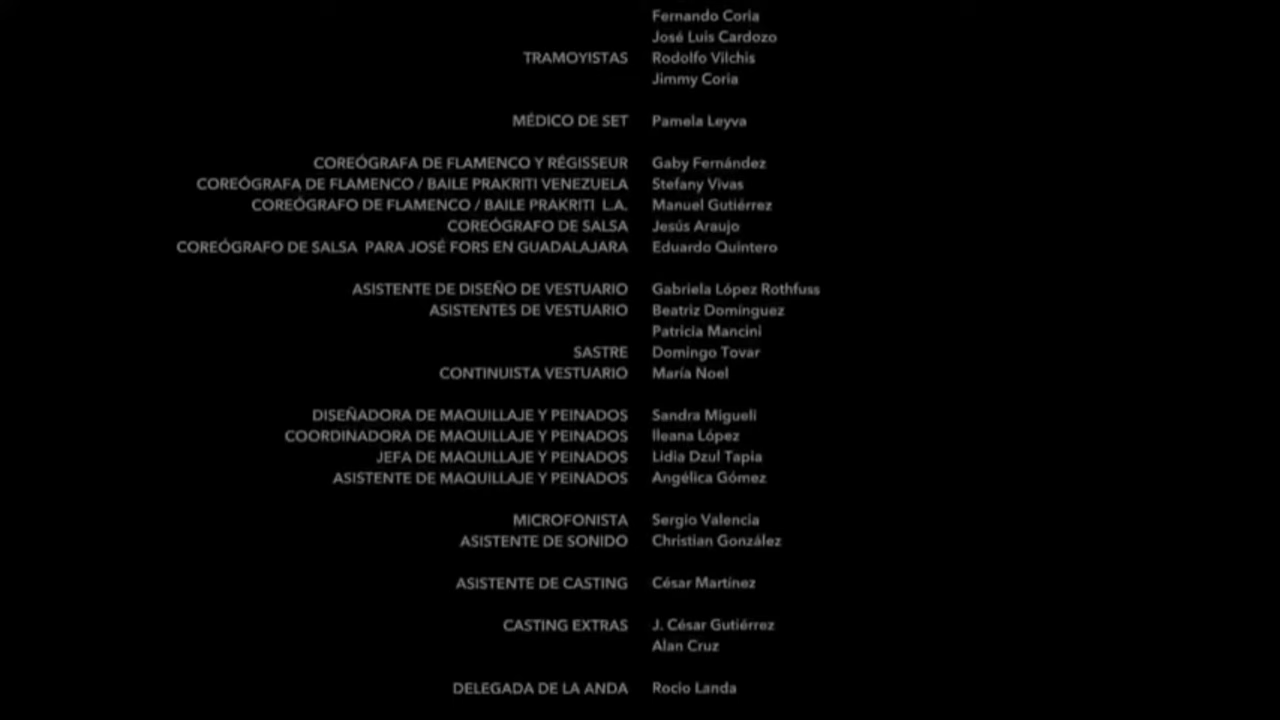 Fernando Coria
José Luis Cardozo
TRAMOYISTAS Rodolfo Vilchis
Jimmy Coria
MÉDICO DE SET Pamela Leyva
COREÓGRAFA DE FLAMENCO Y RÉGISSEUR Gaby Fernández
COREÓGRAFA DE FLAMENCO / BAILE PRAKRITI VENEZUELA Stefany Vivas
COREÓGRAFO DE FLAMENCO / BAILE PRAKRITI L.A. Manuel Gutiérrez
COREÓGRAFO DE SALSA Jesús Araujo
COREÓGRAFO DE SALSA PARA JOSÉ FORS EN GUADALAJARA Eduardo Quintero
ASISTENTE DE DISEÑO DE VESTUARIO Gabriela López Rothfuss
ASISTENTES DE VESTUARIO Beatriz Domínguez
Patricia Mancini
SASTRE Domingo Tovar
CONTINUISTA VESTUARIO María Noel
DISEÑADORA DE MAQUILLAJE Y PEINADOS Sandra Migueli
COORDINADORA DE MAQUILLAJE Y PEINADOS Ileana López
JEFA DE MAQUILLAJE Y PEINADOS Lidia Dzul Tapia
ASISTENTE DE MAQUILLAJE Y PEINADOS Angélica Gómez
MICROFONISTA Sergio Valencia
ASISTENTE DE SONIDO Christian González
ASISTENTE DE CASTING César Martínez
CASTING EXTRAS J. César Gutiérrez
Alan Cruz
DELEGADA DE LA ANDA Rocio Landa